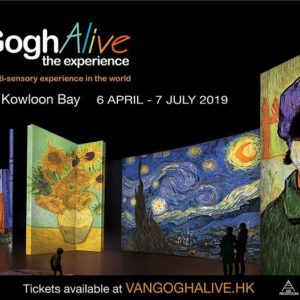 Gogh Alive
the experience
ti-sensory experience in the world
Kowloon Bay 6 APRIL - 7 JULY 2019
Tickets available at VANGOGHALIVE.HK